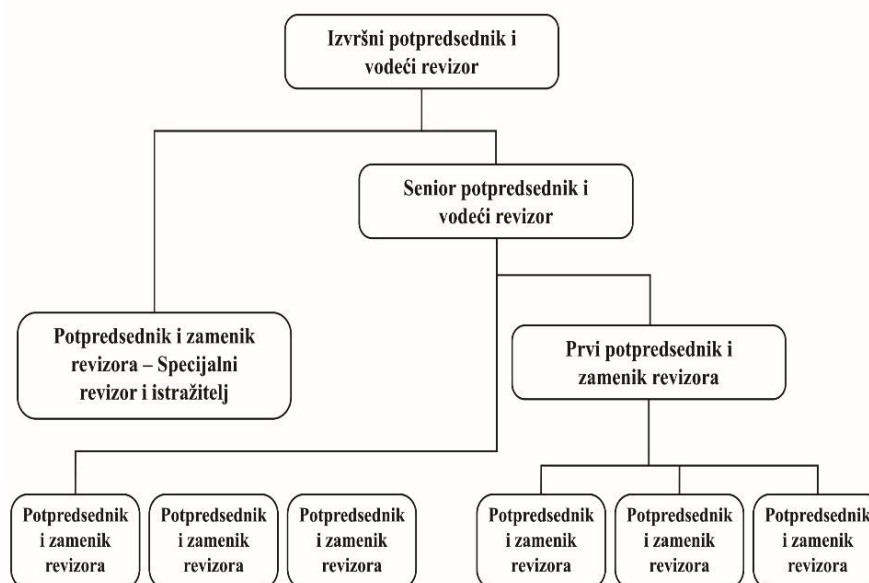 Izvršni potpredsednik i
vodeći revizor
Senior potpredsednik i
vodeći revizor
Potpredsednik i zamenik
revizora – Specijalni
revizor i istražitelj
Prvi potpredsednik i
zamenik revizora
Potpredsednik
i zamenik
revizora
Potpredsednik
i zamenik
revizora
Potpredsednik
i zamenik
revizora
Potpredsednik
i zamenik
revizora
Potpredsednik
i zamenik
revizora
Potpredsednik
i zamenik
revizora